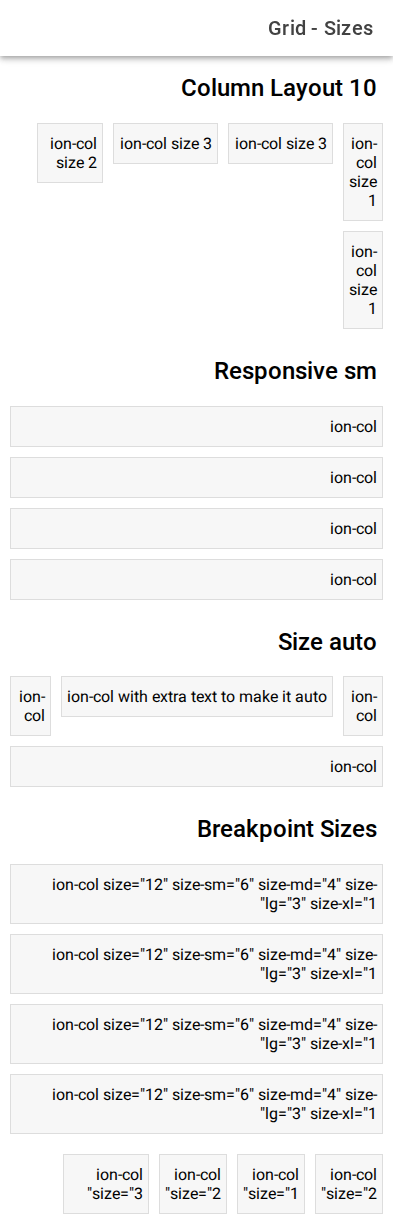 Grid - Sizes
Column Layout 10
ion-
col
size
1
ion-col size 3
ion-col size 3
ion-col
size 2
ion-
col
size
1
Responsive sm
ion-col
ion-col
ion-col
ion-col
Size auto
ion-
col
ion-col with extra text to make it auto
ion-
col
ion-col
Breakpoint Sizes
ion-col size="12" size-sm="6" size-md="4" size-
"lg="3" size-xl="1
ion-col size="12" size-sm="6" size-md="4" size-
"lg="3" size-xl="1
ion-col size="12" size-sm="6" size-md="4" size-
"lg="3" size-xl="1
ion-col size="12" size-sm="6" size-md="4" size-
"lg="3" size-xl="1
ion-col
"size="2
ion-col
"size="1
ion-col
"size="2
ion-col
"size="3